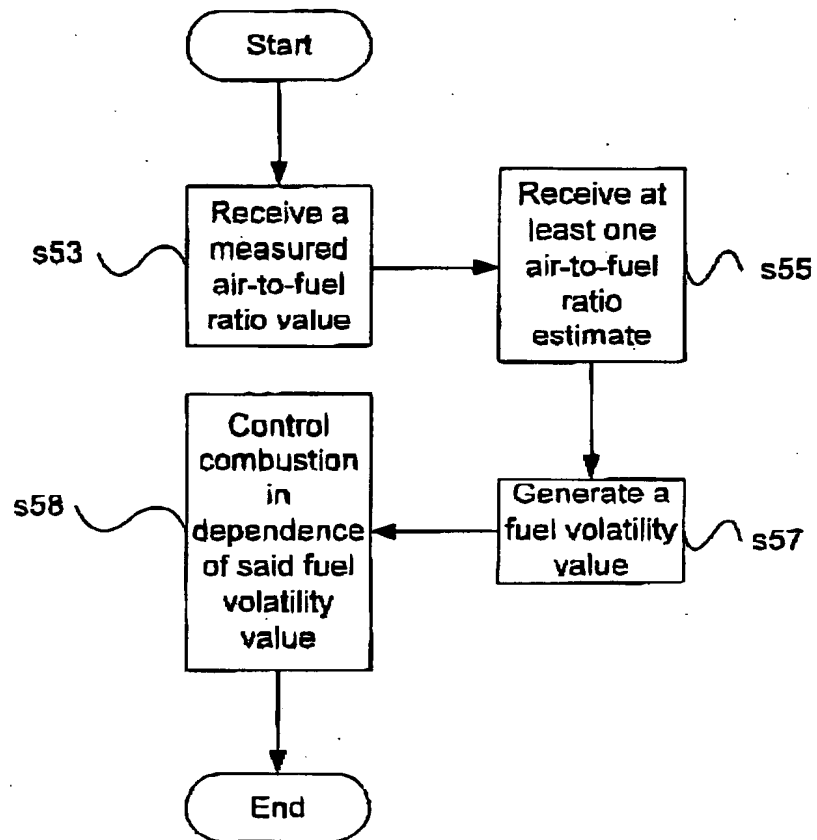 Start
s53
Receive a
measured
air-to-fuel
ratio value
Receive at
least one
air-to-fuel
ratio
estimate
s55
s58
Control
combustion
in
dependence
of said fuel
volatility
value
Generate a
fuel volatility
value
s57
End